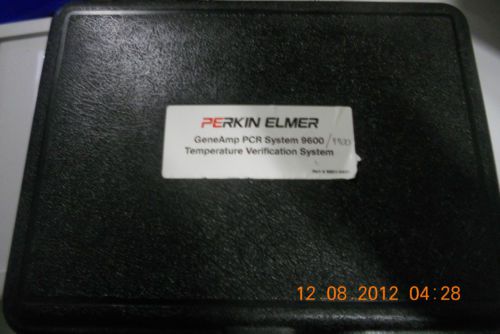 PERKIN ELMER
GeneAmp PCR System 9600
Temperature Verification System
12 08 2012 04:28